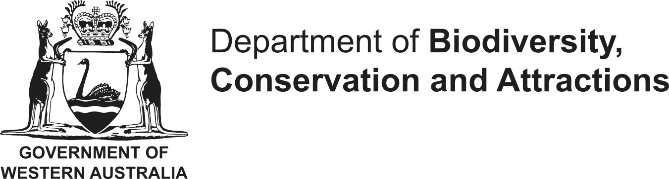 Department of Biodiversity,
Conservation and Attractions
GOVERNMENT OF
WESTERN AUSTRALIA